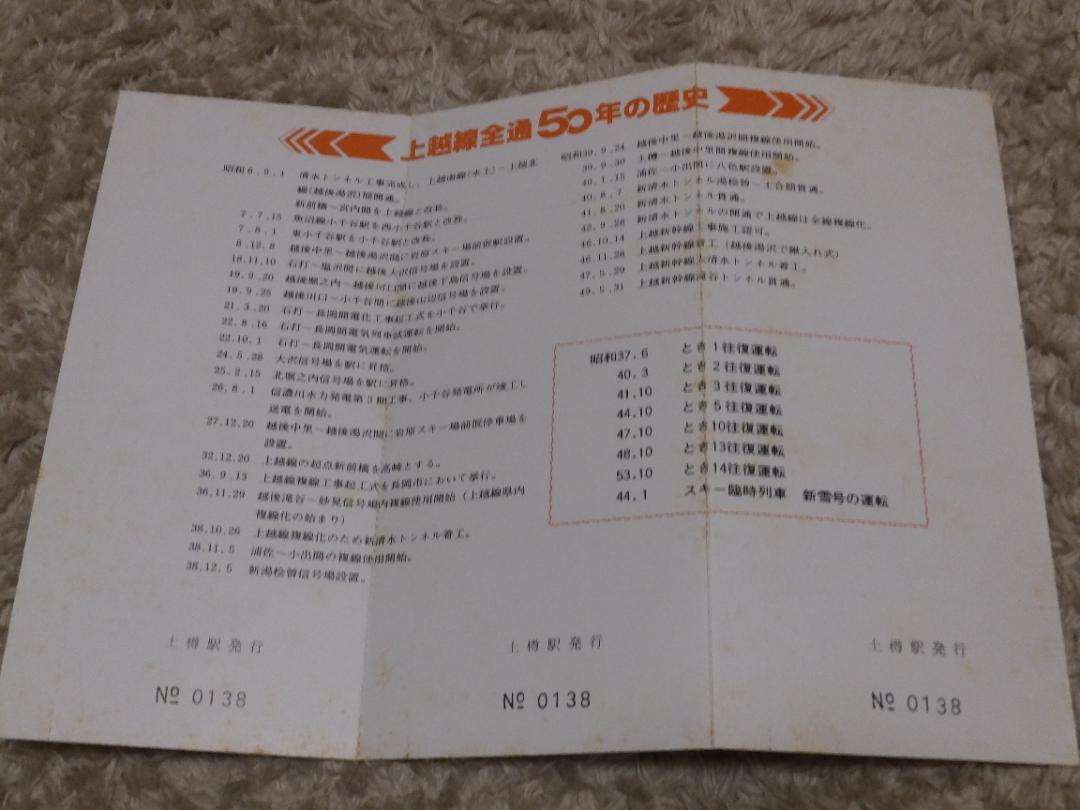 上越線全通50年の歴史
昭和6.9.1 清水トンネル工事完成し、上越南線(水上)−上越北
線(越後湯沢)間開通。
新前橋−宮内間を上越線と改称。
7.7.15 魚沼線小千谷駅を西小千谷駅と改称。
7.8.1 東小千谷駅を小千谷駅と改称。
8.12.8 越後中里−越後湯沢間に岩原スキー場前仮駅設置。
18.11.10 石打−塩沢間に越後大沢信号場を設置。
19.9.20 越後堀之内−越後川口間に越後下島信号場を設置。
19.9.25 越後川口−小千谷間に越後山辺信号場を設置。
21.3.20 石打−長岡間電化工事起工式を小千谷で挙行。
22.8.16 石打−長岡間電気列車試運転を開始。
22.10.1 石打−長岡間電気運転を開始。
24.5.28 大沢信号場を駅に昇格。
25.2.15 北堀之内信号場を駅に昇格。
26.8.1 信濃川水力発電第3期工事、小千谷発電所が竣工し
送電を開始。
27.12.20 越後中里−越後湯沢間に岩原スキー場前仮停車場を
設置。
32.12.20 上越線の起点新前橋を高崎とする。
36.9.13 上越線複線工事起工式を長岡市において挙行。
36.11.29 越後滝谷−妙見信号場内複線使用開始(上越線県内
複線化の始まり)
38.10.26 上越線複線化のため新清水トンネル着工。
38.11.5 浦佐−小出間の複線使用開始。
38.12.5 新湯桧曽信号場設置。
昭和39.9.24 越後中里−越後湯沢間複線使用開始。
39.9.30 土樽−越後中里間複線使用開始。
40.1.15 浦佐−小出間に八色駅設置。
40.8.7 新清水トンネル湯桧曽−土合間貫通。
41.8.20 新清水トンネル貫通。
42.9.28 新清水トンネルの開通で上越線は全線複線化。
46.10.14 上越新幹線工事施工認可。
46.11.28 上越新幹線着工(越後湯沢で鍬入れ式)
47.5.29 上越新幹線大清水トンネル着工。
49.5.31 上越新幹線滝谷トンネル貫通。
昭和37.6 とき1往復運転
40.3 とき2往復運転
41.10 とき3往復運転
44.10 とき5往復運転
47.10 とき10往復運転
48.10 とき13往復運転
53.10 とき14往復運転
44.1 スキー臨時列車 新雪号の運転
土樽駅発行
土樽駅発行
土樽駅発行
№ 0138
№ 0138
№ 0138